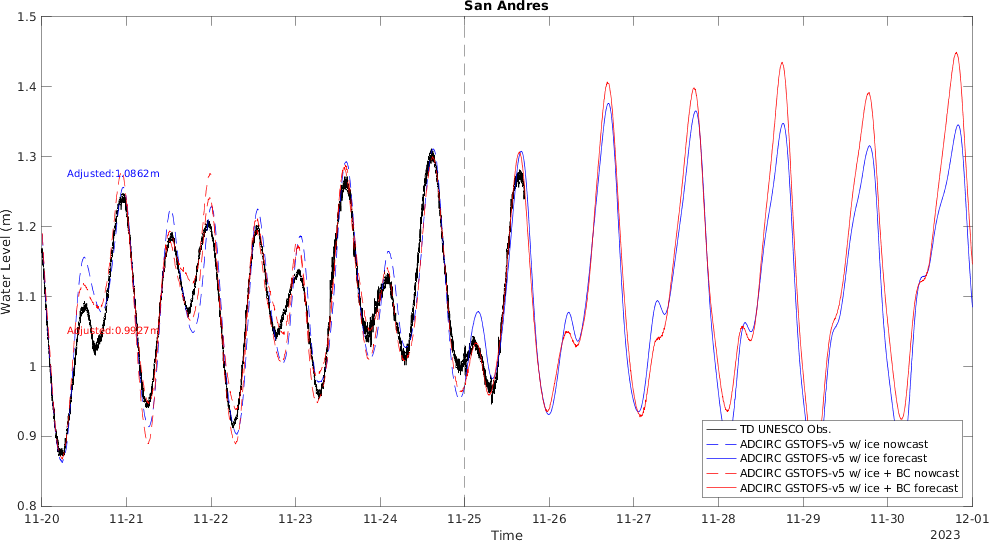 San Andres
1.5
1.4
1.3
1.2
1.1
1
0.9
0.8
Water Level (m)
Adjusted:1.0862m
Adjusted:0.9927m
TD UNESCO Obs.
ADCIRC GSTOFS-v5 w/ ice nowcast
ADCIRC GSTOFS-v5 w/ ice forecast
ADCIRC GSTOFS-v5 w/ ice + BC nowcast
ADCIRC GSTOFS-v5 w/ ice + BC forecast
11-20 11-21 11-22 11-23 11-24 11-25 11-26 11-27 11-28 11-29 11-30 12-01
Time
2023